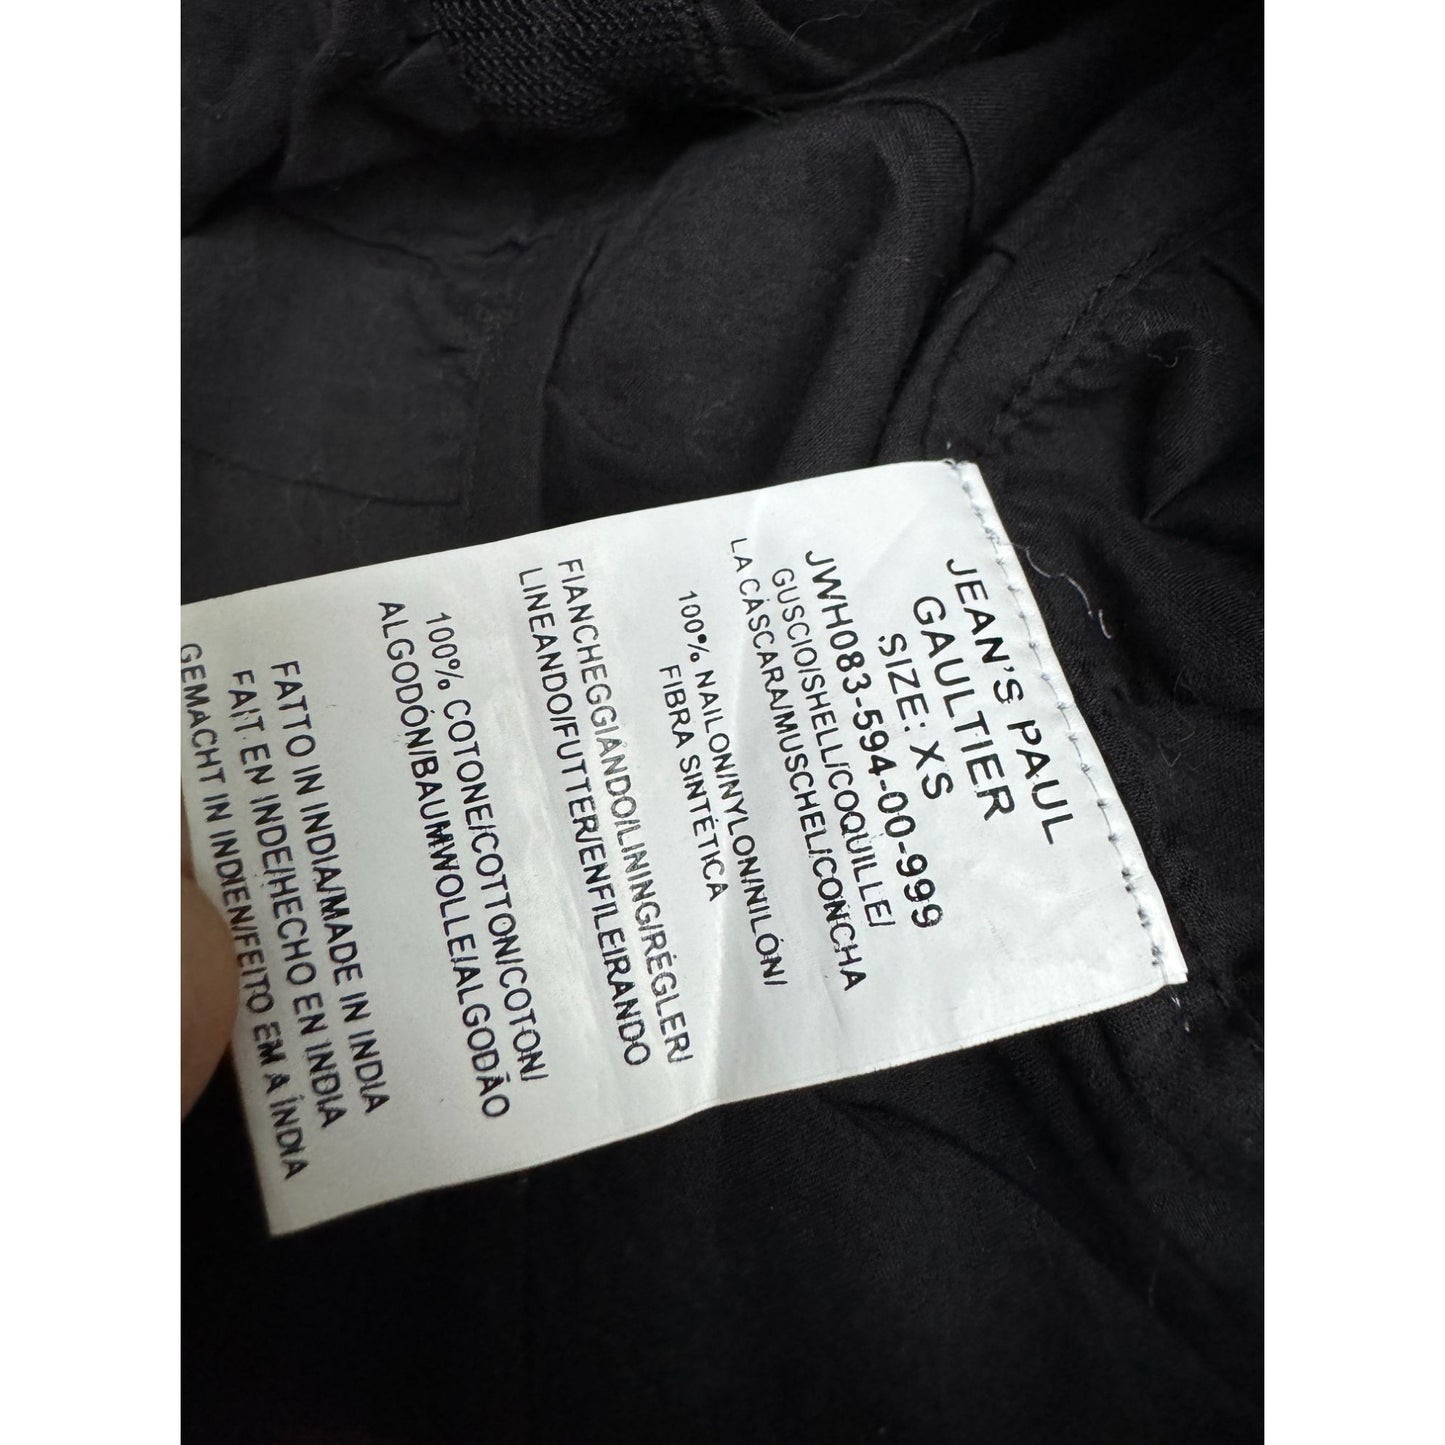 JEAN'S PAUL
GAULTIER
SIZE: XS
JWH083-594-00-999
GUSCIO/SHELL/COQUILLE/
LA CÁSCARA/MUSCHEL/CONCHA
100% NAILON/NYLON/NILÓN/
FIBRA SINTÉTICA
FIANCHEGGIANDO/LINING/RÉGLER/
LINEANDO/FUTTER/ENFILEIRANDO
100% COTONE/COTTON/COTON/
ALGODÓN/BAUMWOLLE/ALGODÃO
FATTO IN INDIA/MADE IN INDIA
FAIT EN INDE/HECHO EN INDIA
GEMACHT IN INDIEN/FEITO EM A ÍNDIA